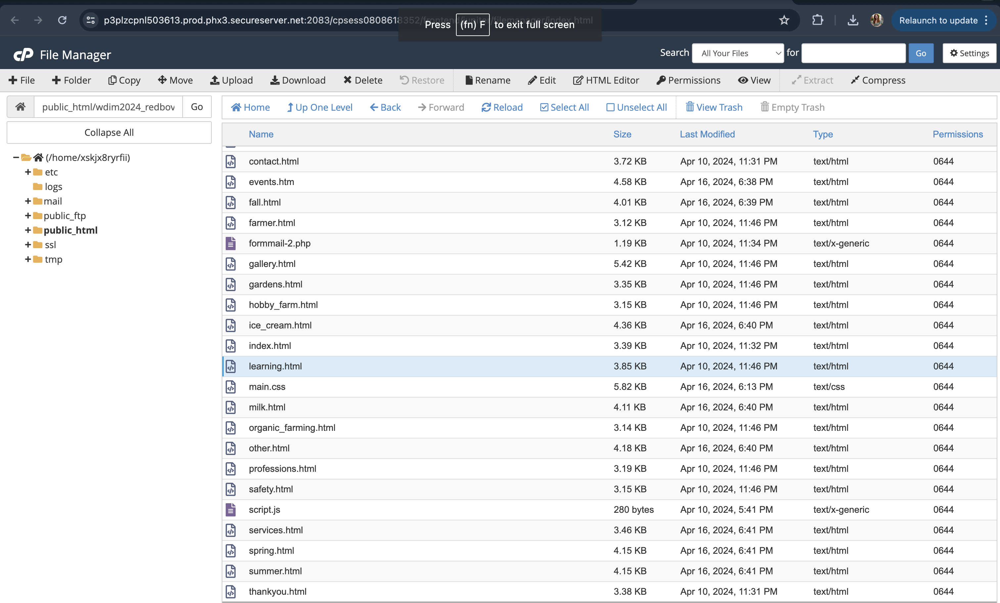 p3plzcpnl503613.prod.phx3.secureserver.net:2083/cpsess0808618352/frontend/jupiter/filemanager/index.html
Relaunch to update
Press (fn) F to exit full screen
cP File Manager
Search All Your Files for Go Settings
File Folder Copy Move Upload Download Delete Restore Rename Edit HTML Editor Permissions View Extract Compress
public_html/wdim2024_redbov Go
Home Up One Level Back Forward Reload Select All Unselect All View Trash Empty Trash
Collapse All
(/home/xskjx8ryrfii)
etc
logs
mail
public_ftp
public_html
ssl
tmp
Name Size Last Modified Type Permissions
contact.html 3.72 KB Apr 10, 2024, 11:31 PM text/html 0644
events.htm 4.58 KB Apr 16, 2024, 6:38 PM text/html 0644
fall.html 4.01 KB Apr 16, 2024, 6:39 PM text/html 0644
farmer.html 3.12 KB Apr 10, 2024, 11:46 PM text/html 0644
formmail-2.php 1.19 KB Apr 10, 2024, 11:34 PM text/x-generic 0644
gallery.html 5.42 KB Apr 10, 2024, 11:46 PM text/html 0644
gardens.html 3.35 KB Apr 10, 2024, 11:46 PM text/html 0644
hobby_farm.html 3.15 KB Apr 10, 2024, 11:46 PM text/html 0644
ice_cream.html 4.36 KB Apr 16, 2024, 6:40 PM text/html 0644
index.html 3.39 KB Apr 10, 2024, 11:32 PM text/html 0644
learning.html 3.85 KB Apr 10, 2024, 11:46 PM text/html 0644
main.css 5.82 KB Apr 16, 2024, 6:13 PM text/css 0644
milk.html 4.11 KB Apr 16, 2024, 6:40 PM text/html 0644
organic_farming.html 3.14 KB Apr 10, 2024, 11:46 PM text/html 0644
other.html 4.18 KB Apr 16, 2024, 6:40 PM text/html 0644
professions.html 3.19 KB Apr 10, 2024, 11:46 PM text/html 0644
safety.html 3.15 KB Apr 10, 2024, 11:46 PM text/html 0644
script.js 280 bytes Apr 10, 2024, 5:41 PM text/x-generic 0644
services.html 3.46 KB Apr 16, 2024, 6:41 PM text/html 0644
spring.html 4.15 KB Apr 16, 2024, 6:41 PM text/html 0644
summer.html 4.15 KB Apr 16, 2024, 6:41 PM text/html 0644
thankyou.html 3.38 KB Apr 10, 2024, 11:31 PM text/html 0644